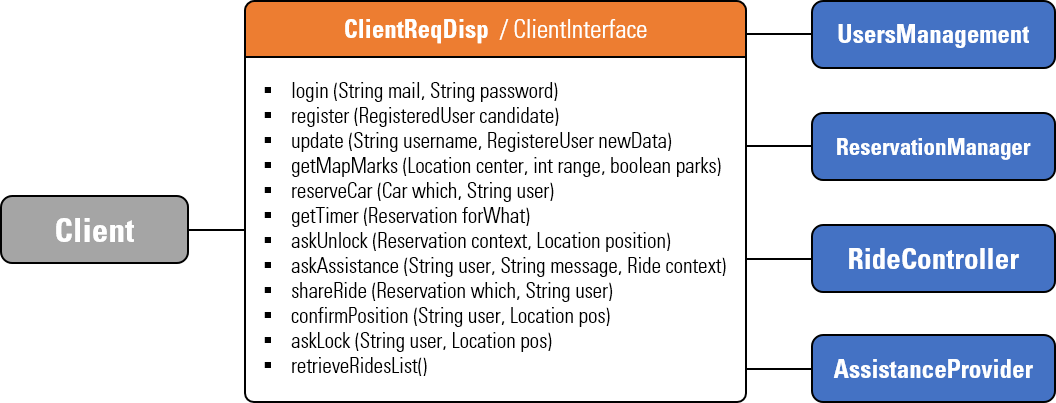 ClientReqDisp / ClientInterface
▪ login (String mail, String password)
▪ register (RegisteredUser candidate)
▪ update (String username, RegistereUser newData)
▪ getMapMarks (Location center, int range, boolean parks)
▪ reserveCar (Car which, String user)
▪ getTimer (Reservation forWhat)
▪ askUnlock (Reservation context, Location position)
▪ askAssistance (String user, String message, Ride context)
▪ shareRide (Reservation which, String user)
▪ confirmPosition (String user, Location pos)
▪ askLock (String user, Location pos)
▪ retrieveRidesList()
Client
UsersManagement
ReservationManager
RideController
AssistanceProvider